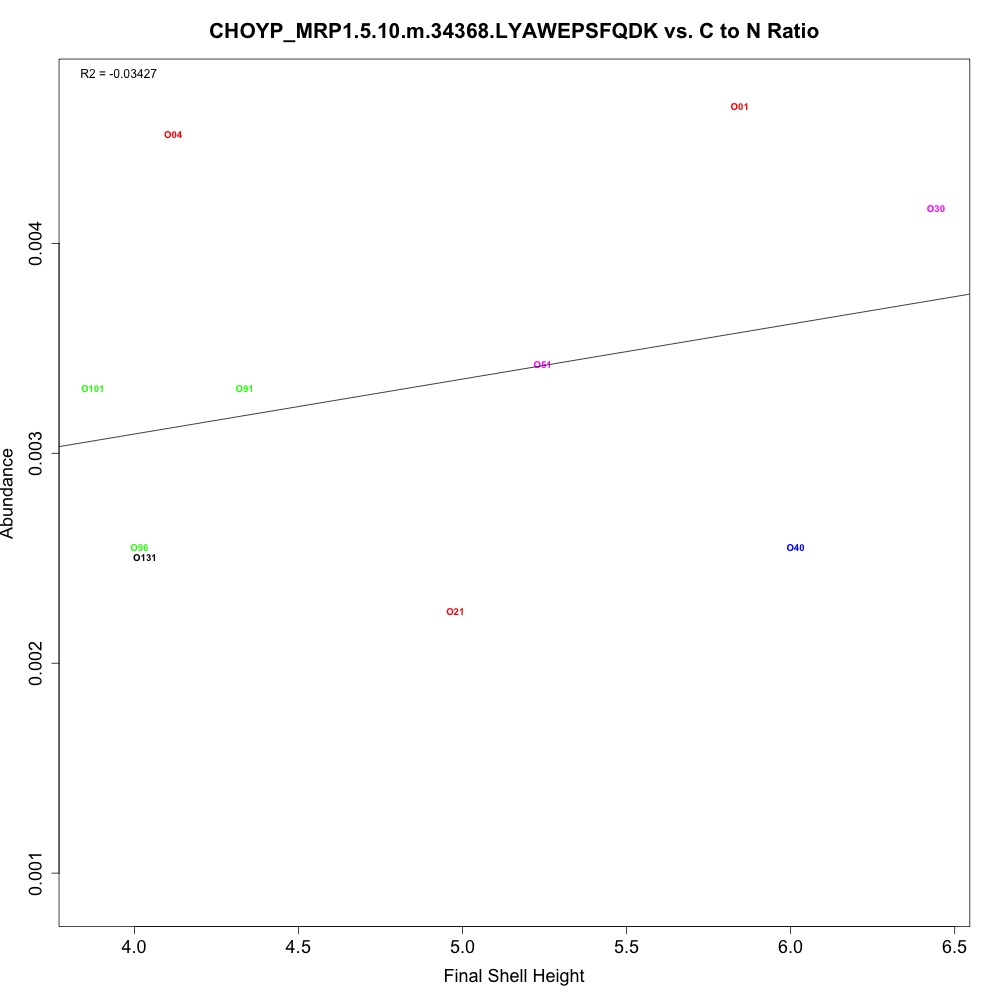 CHOYP_MRP1.5.10.m.34368.LYAWEPSFQDK vs. C to N Ratio
R2 = -0.03427
O01
O04
O30
0.004
O51
O101
O91
0.003
Abundance
O96
O40
O131
O21
0.002
0.001
4.0 4.5 5.0 5.5 6.0 6.5
Final Shell Height